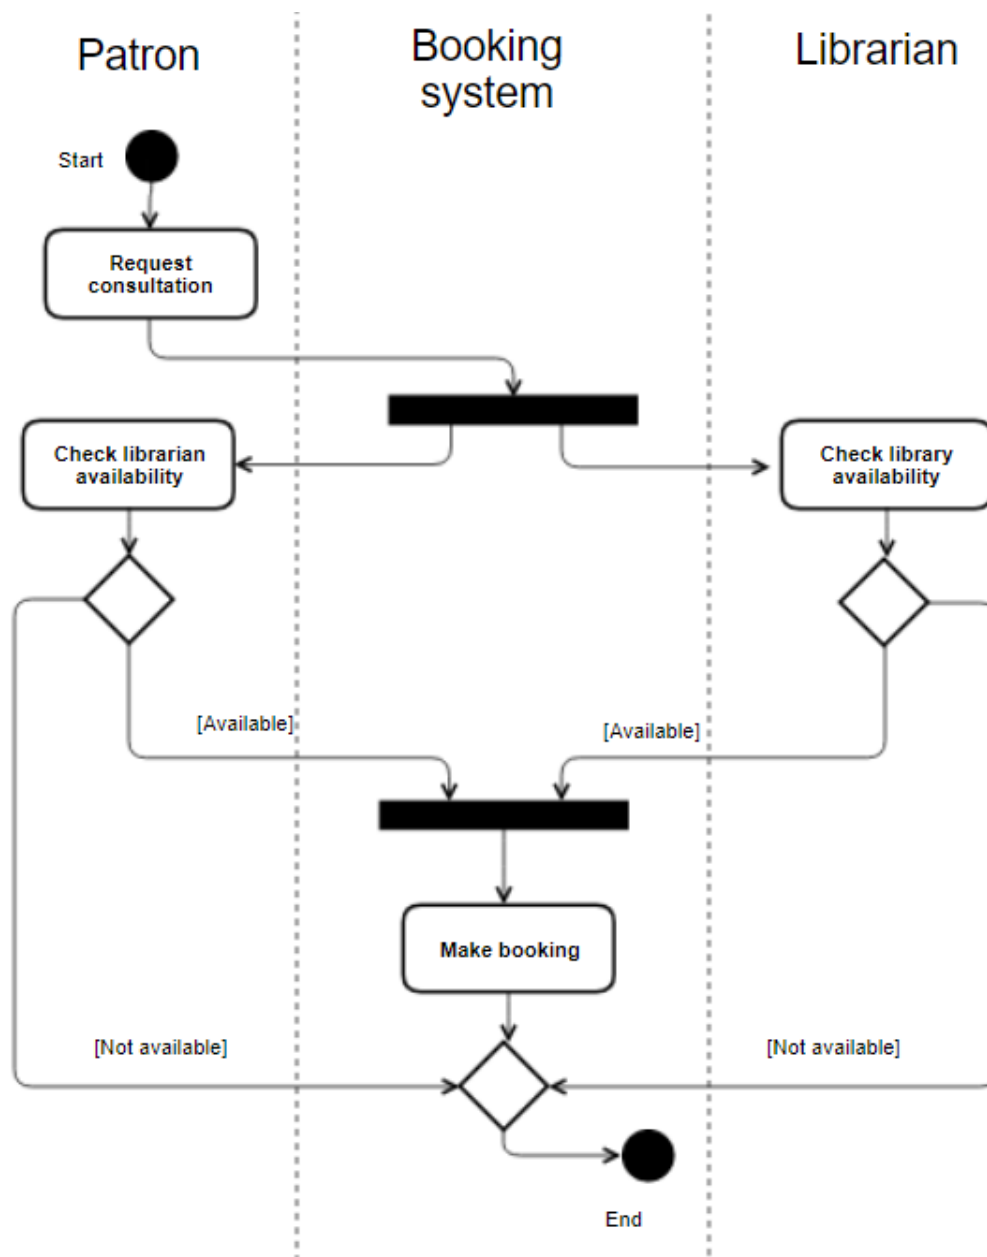 Patron
Booking
system
Librarian
Start
Request
consultation
Check librarian
availability
Check library
availability
[Available]
[Available]
Make booking
[Not available]
[Not available]
End